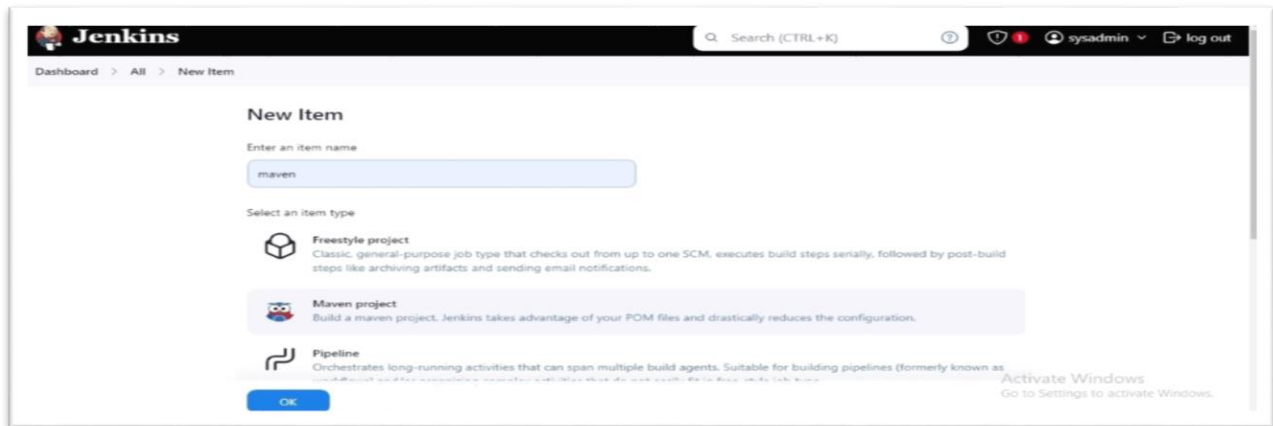 Jenkins
Search (CTRL+K)
1
sysadmin
log out
Dashboard > All > New Item
New Item
Enter an item name
maven
Select an item type
Freestyle project
Classic, general-purpose job type that checks out from up to one SCM, executes build steps serially, followed by post-build
steps like archiving artifacts and sending email notifications.
Maven project
Build a maven project. Jenkins takes advantage of your POM files and drastically reduces the configuration.
Pipeline
Orchestrates long-running activities that can span multiple build agents. Suitable for building pipelines (formerly known as
OK
Activate Windows
Go to Settings to activate Windows.